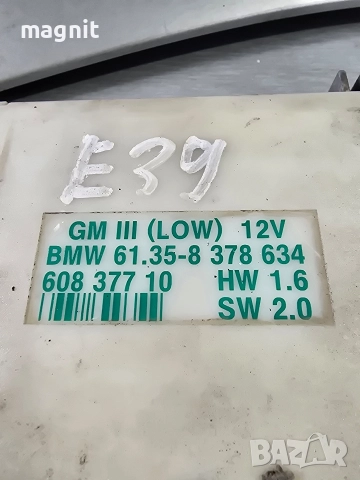 magnit
E39
GM III (LOW) 12V
BMW 61.35-8 378 634
608 377 10 HW 1.6
SW 2.0
BAZAR
bg